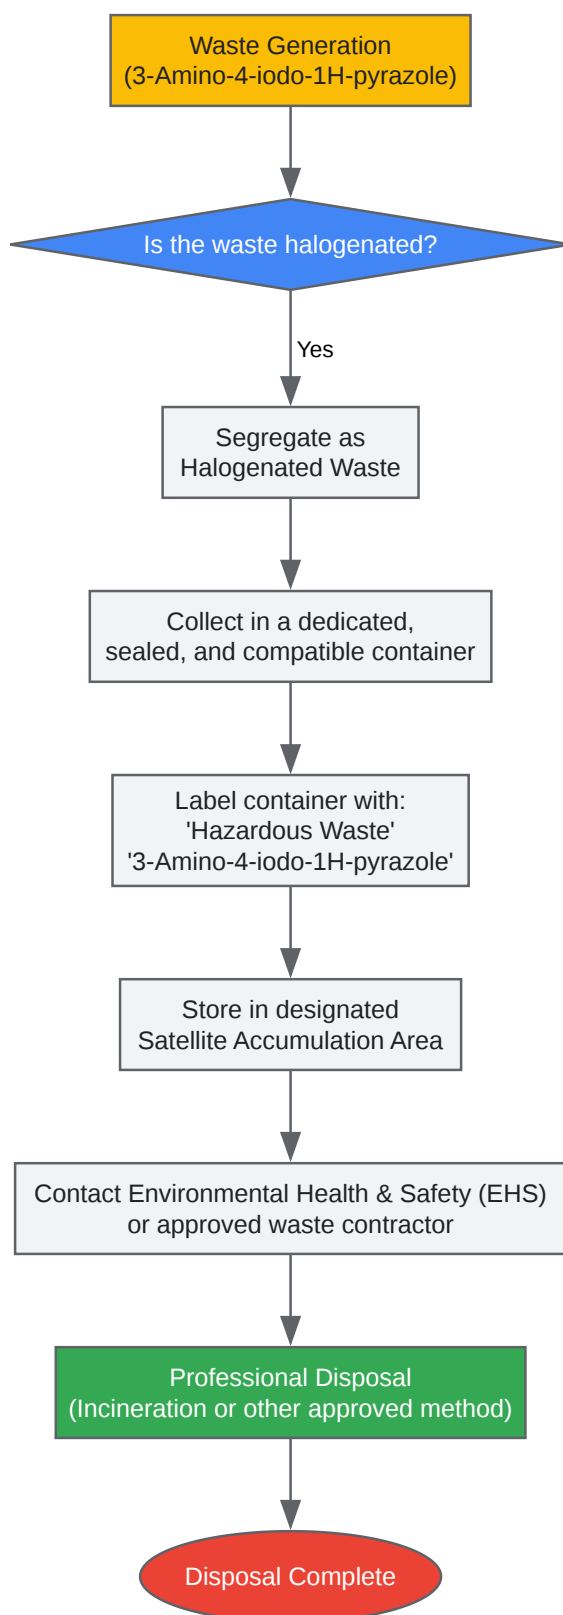 Waste Generation
(3-Amino-4-iodo-1H-pyrazole)
Is the waste halogenated?
Yes
Segregate as
Halogenated Waste
Collect in a dedicated,
sealed, and compatible container
Label container with:
'Hazardous Waste'
'3-Amino-4-iodo-1H-pyrazole'
Store in designated
Satellite Accumulation Area
Contact Environmental Health & Safety (EHS)
or approved waste contractor
Professional Disposal
(Incineration or other approved method)
Disposal Complete